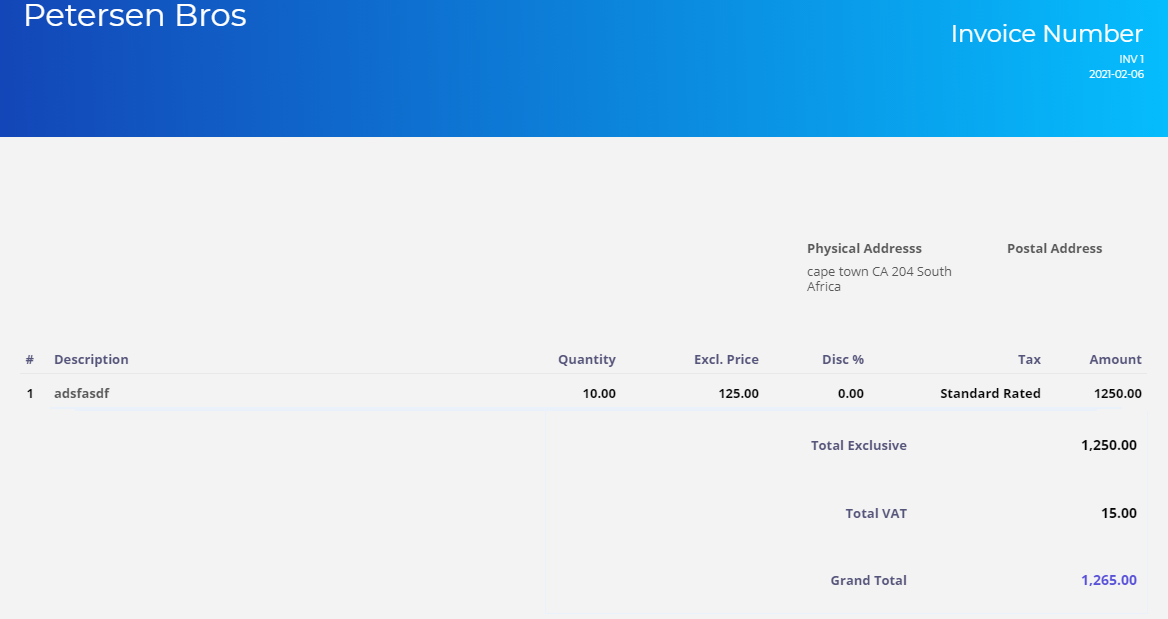 Petersen Bros
Invoice Number
INV 1
2021-02-06
Physical Addresss
Postal Address
cape town CA 204 South
Africa
# Description Quantity Excl. Price Disc % Tax Amount
1 adsfasdf 10.00 125.00 0.00 Standard Rated 1250.00
Total Exclusive 1,250.00
Total VAT 15.00
Grand Total 1,265.00